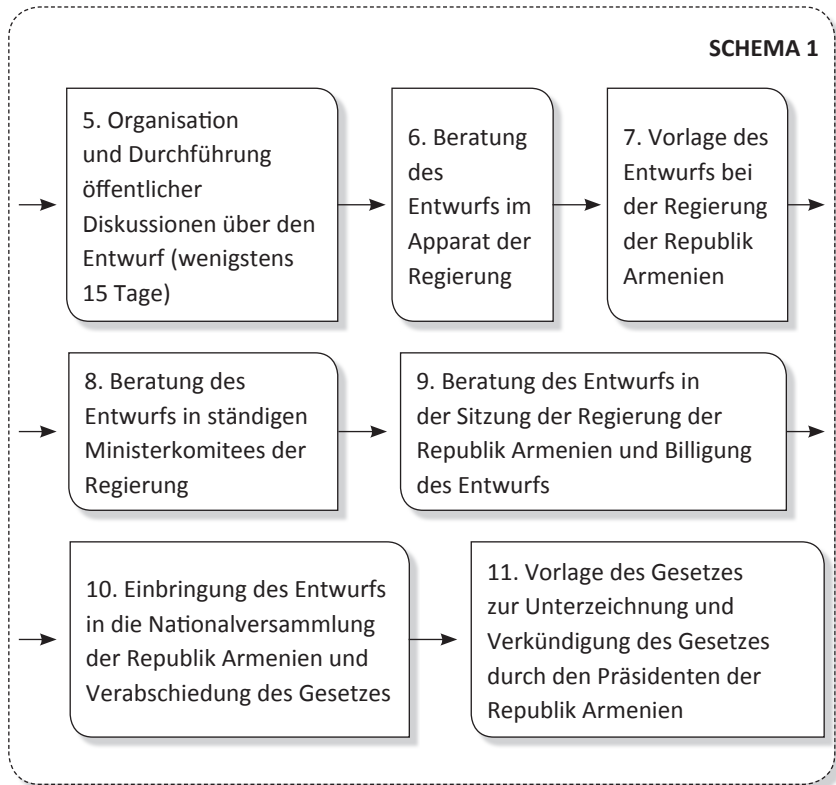 SCHEMA 1
5. Organisation
und Durchführung
öffentlicher
Diskussionen über den
Entwurf (wenigstens
15 Tage)
6. Beratung
des
Entwurfs im
Apparat der
Regierung
7. Vorlage des
Entwurfs bei
der Regierung
der Republik
Armenien
8. Beratung des
Entwurfs in ständigen
Ministerkomitees der
Regierung
9. Beratung des Entwurfs in
der Sitzung der Regierung der
Republik Armenien und Billigung
des Entwurfs
10. Einbringung des Entwurfs
in die Nationalversammlung
der Republik Armenien und
Verabschiedung des Gesetzes
11. Vorlage des Gesetzes
zur Unterzeichnung und
Verkündigung des Gesetzes
durch den Präsidenten der
Republik Armenien